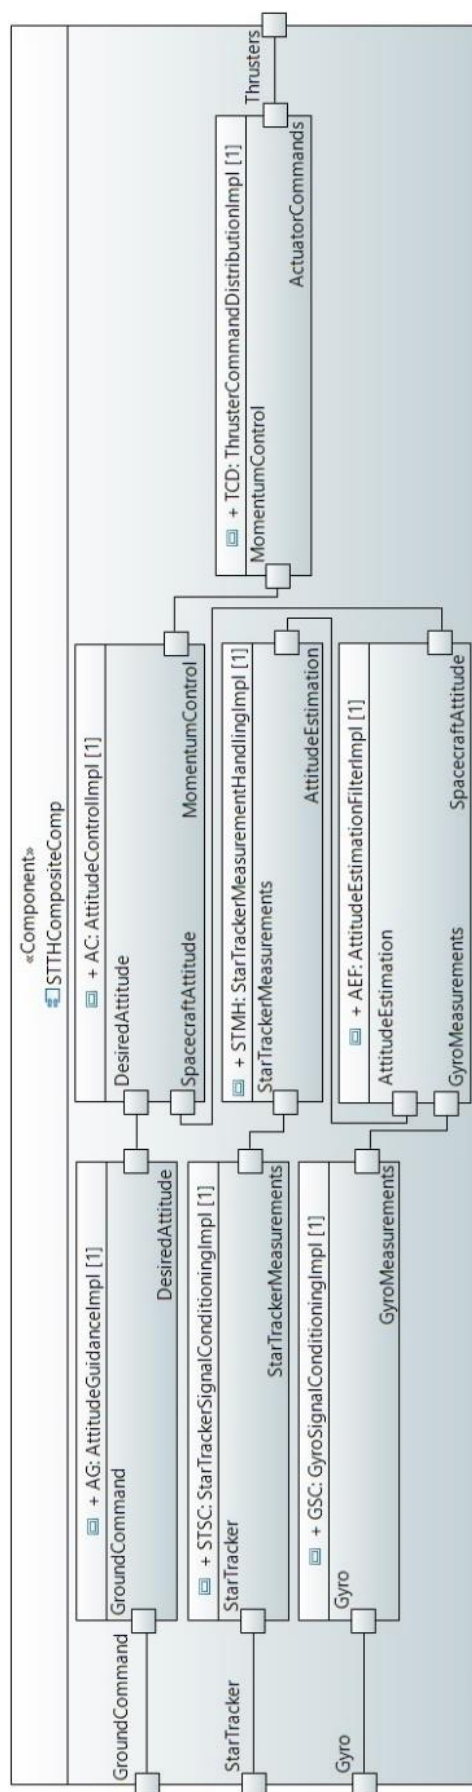 «Component»
STTHCompositeComp
GroundCommand
+ AG: AttitudeGuidanceImpl [1]
GroundCommand
DesiredAttitude
+ AC: AttitudeControlImpl [1]
DesiredAttitude
SpacecraftAttitude
MomentumControl
StarTracker
+ STSC: StarTrackerSignalConditioningImpl [1]
StarTracker
StarTrackerMeasurements
+ STMH: StarTrackerMeasurementHandlingImpl [1]
StarTrackerMeasurements
AttitudeEstimation
Gyro
+ GSC: GyroSignalConditioningImpl [1]
Gyro
GyroMeasurements
+ AEF: AttitudeEstimationFilterImpl [1]
AttitudeEstimation
GyroMeasurements
SpacecraftAttitude
+ TCD: ThrusterCommandDistributionImpl [1]
MomentumControl
ActuatorCommands
Thrusters